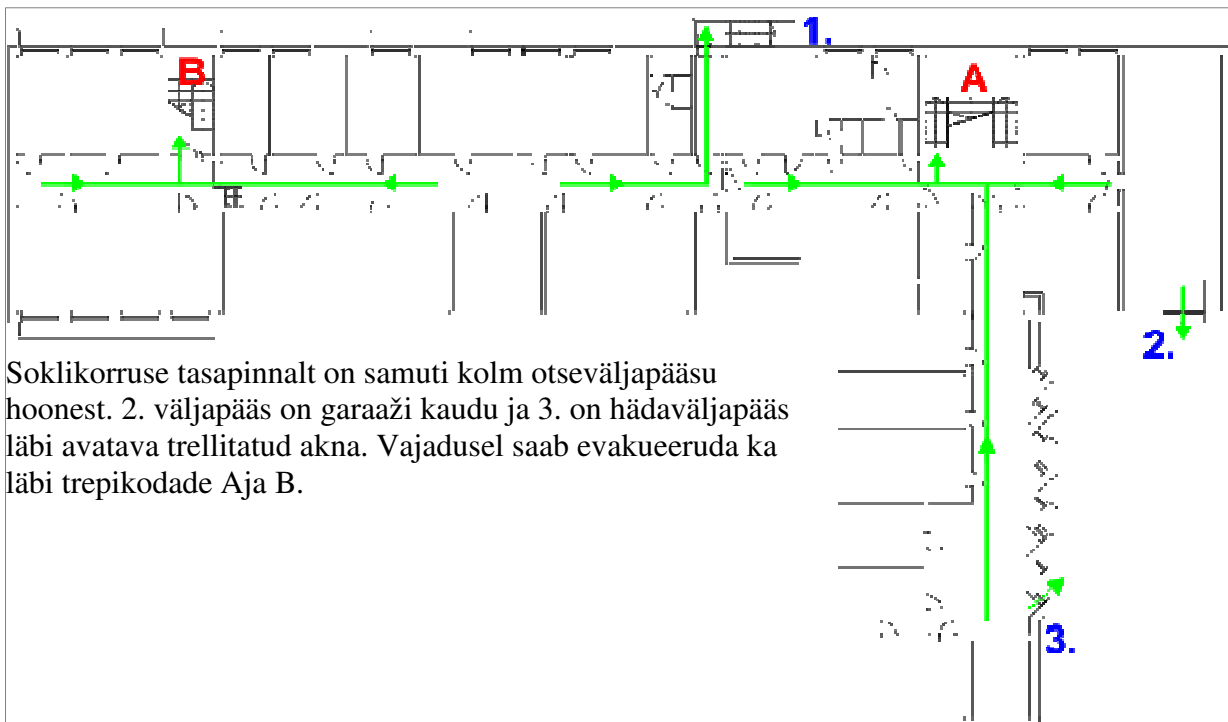 1.
B
A
2.
Soklikorruse tasapinnalt on samuti kolm otseväljapääsu
hoonest. 2. väljapääs on garaaži kaudu ja 3. on hädaväljapääs
läbi avatava trellitatud akna. Vajadusel saab evakueeruda ka
läbi trepikodade Aja B.
3.